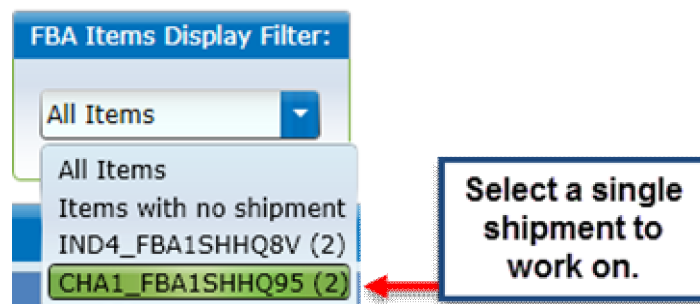 FBA Items Display Filter:
All Items
All Items
Items with no shipment
IND4_FBA1SHHQ8V (2)
CHA1_FBA1SHHQ95 (2)
Select a single
shipment to
work on.